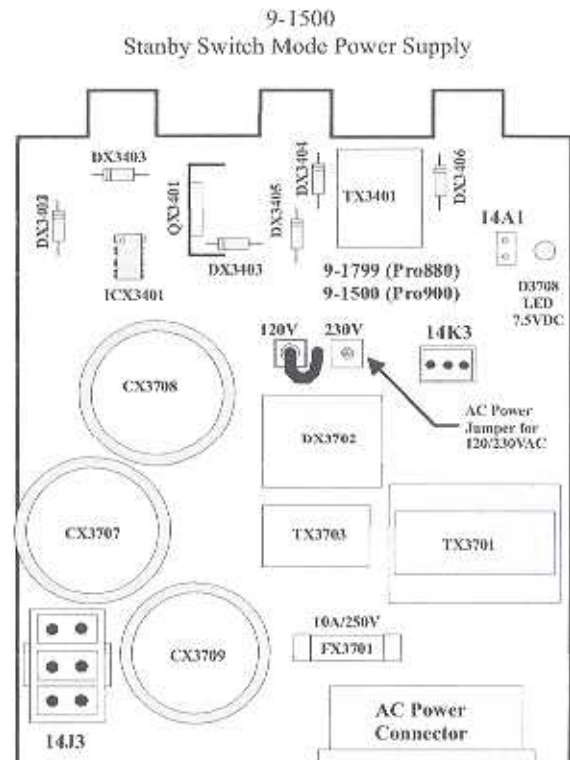 9-1500
Stanby Switch Mode Power Supply
DX3403
DX3402
QX3401
DX3404
DX3405
TX3401
DX3406
14A1
ICX3401
DX3403
9-1799 (Pro880)
9-1500 (Pro900)
D3708
LED
7.5VDC
120V
230V
14K3
CX3708
AC Power
Jumper for
120/230VAC
DX3702
CX3707
TX3703
TX3701
10A/250V
FX3701
CX3709
14J3
AC Power
Connector